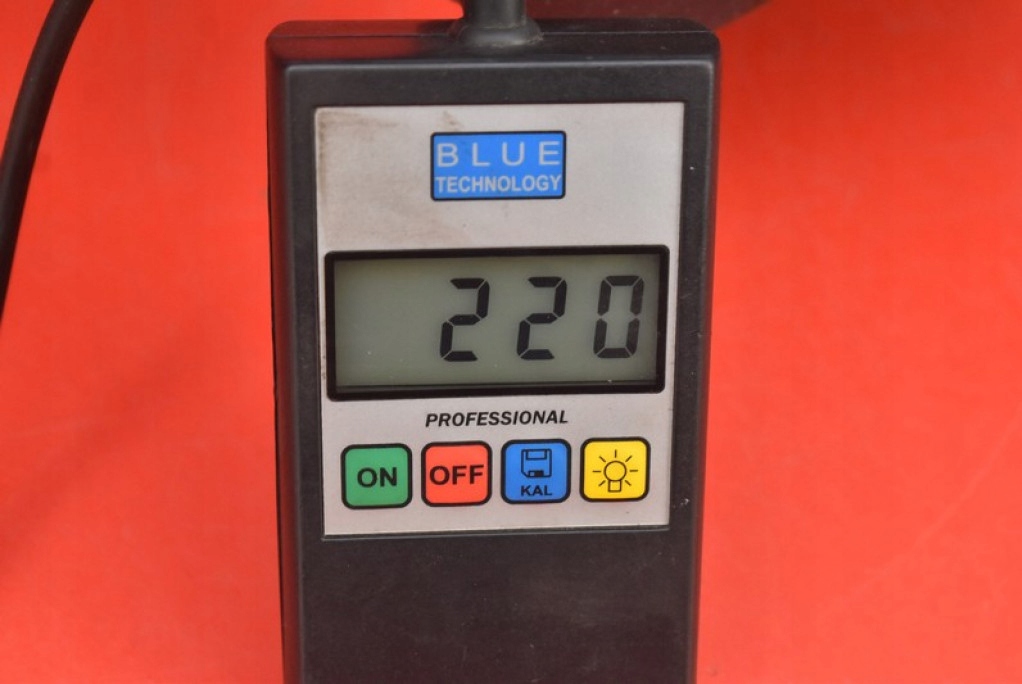 BLUE
TECHNOLOGY
220
PROFESSIONAL
ON OFF KAL